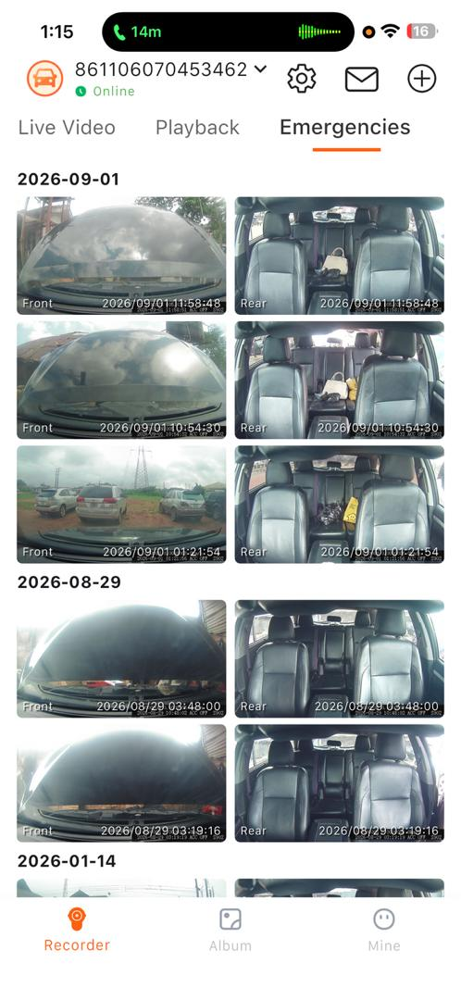 1:15
14m
16
861106070453462
Online
Live Video
Playback
Emergencies
2026-09-01
Front
2026/09/01 11:58:48
Rear
2026/09/01 11:58:48
Front
2026/09/01 10:54:30
Rear
2026/09/01 10:54:30
Front
2026/09/01 01:21:54
Rear
2026/09/01 01:21:54
2026-08-29
Front
2026/08/29 03:48:00
Rear
2026/08/29 03:48:00
Front
2026/08/29 03:19:16
Rear
2026/08/29 03:19:16
2026-01-14
Recorder
Album
Mine